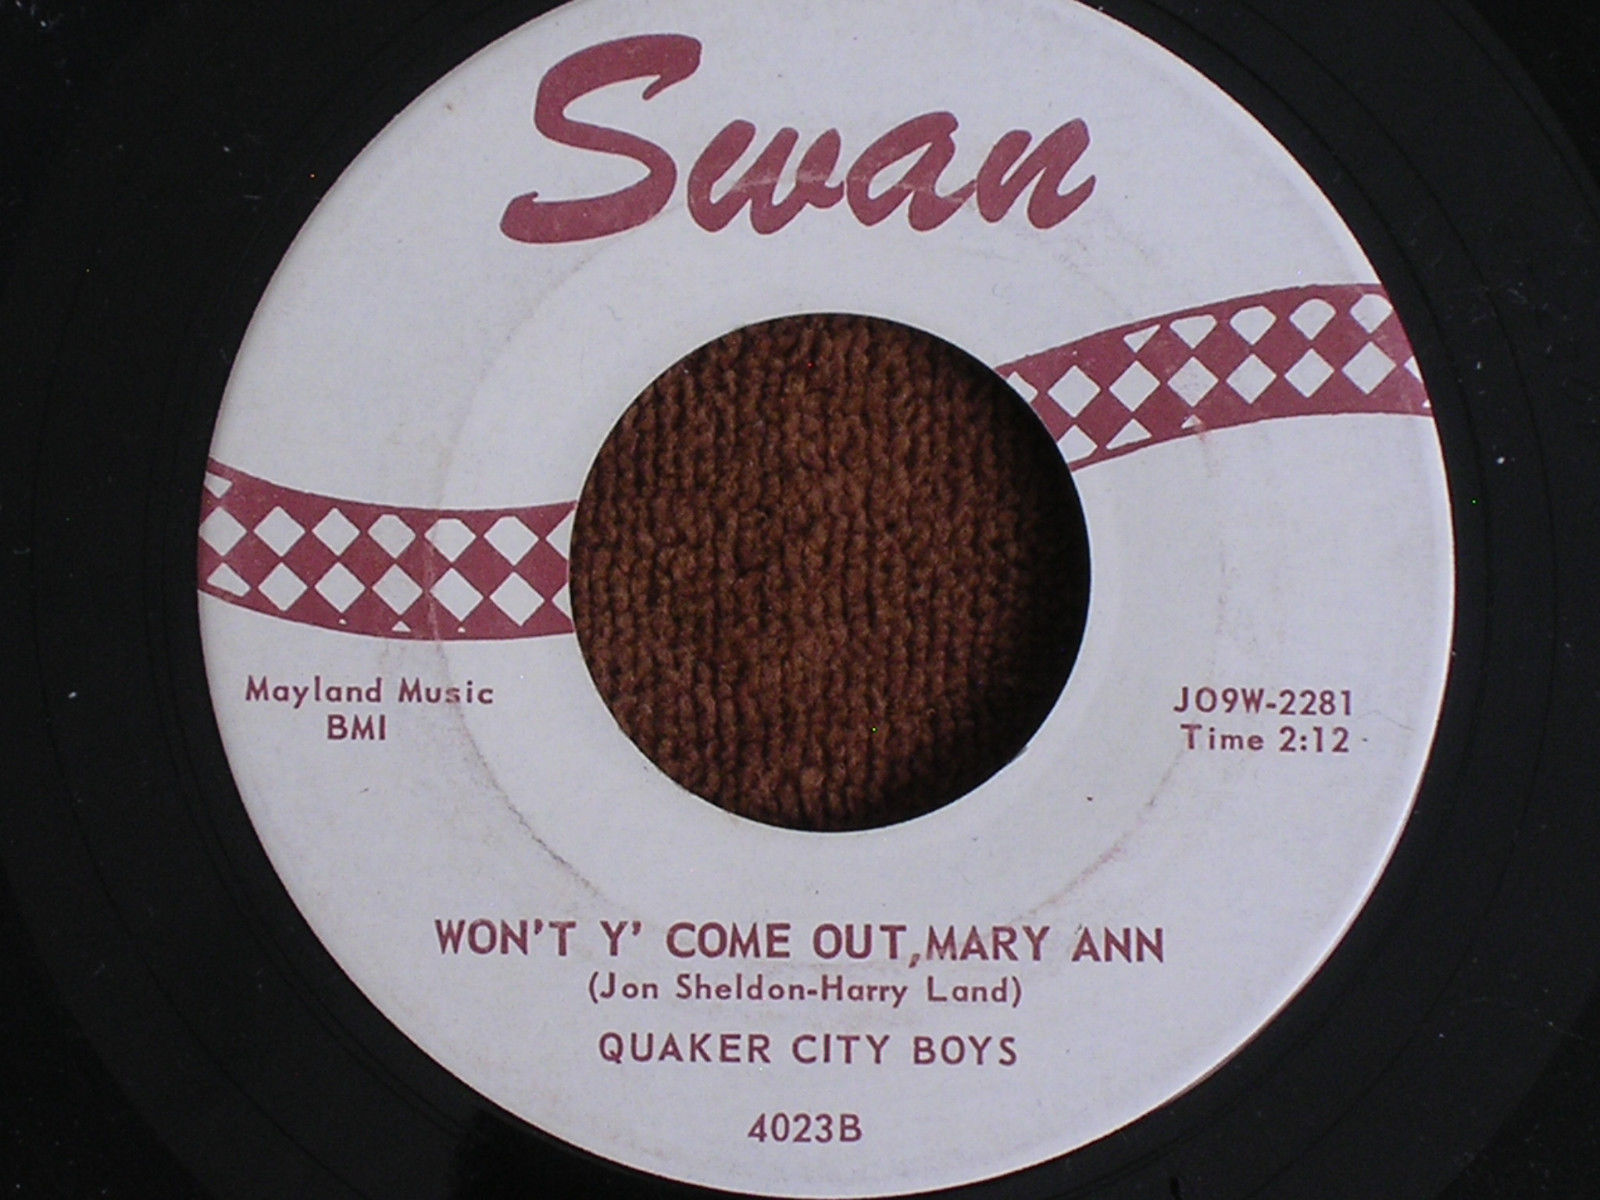 Swan
Mayland Music
BMI
JO9W-2281
Time 2:12
WON'T Y' COME OUT, MARY ANN
(Jon Sheldon-Harry Land)
QUAKER CITY BOYS
4023B